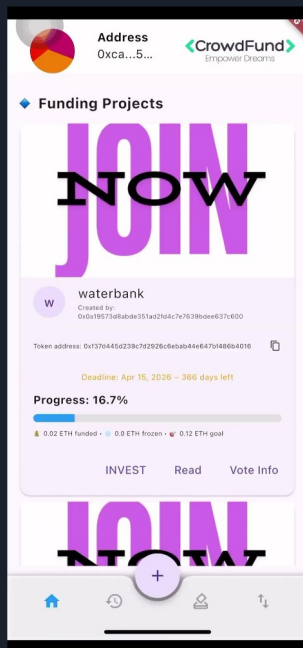 Address
0xca...5...
CrowdFund
Empower Dreams
Funding Projects
JOIN
NOW
W
waterbank
Created by:
0x0a19573d8abde351ad2fd4c7e7639bdee637c600
Token address: 0xf37d445d239c7d2926c6ebab44e647bf486b4016
Deadline: Apr 15, 2026 – 366 days left
Progress: 16.7%
0.02 ETH funded • 0.0 ETH frozen • 0.12 ETH goal
INVEST Read Vote Info
JOIN
NOW
+